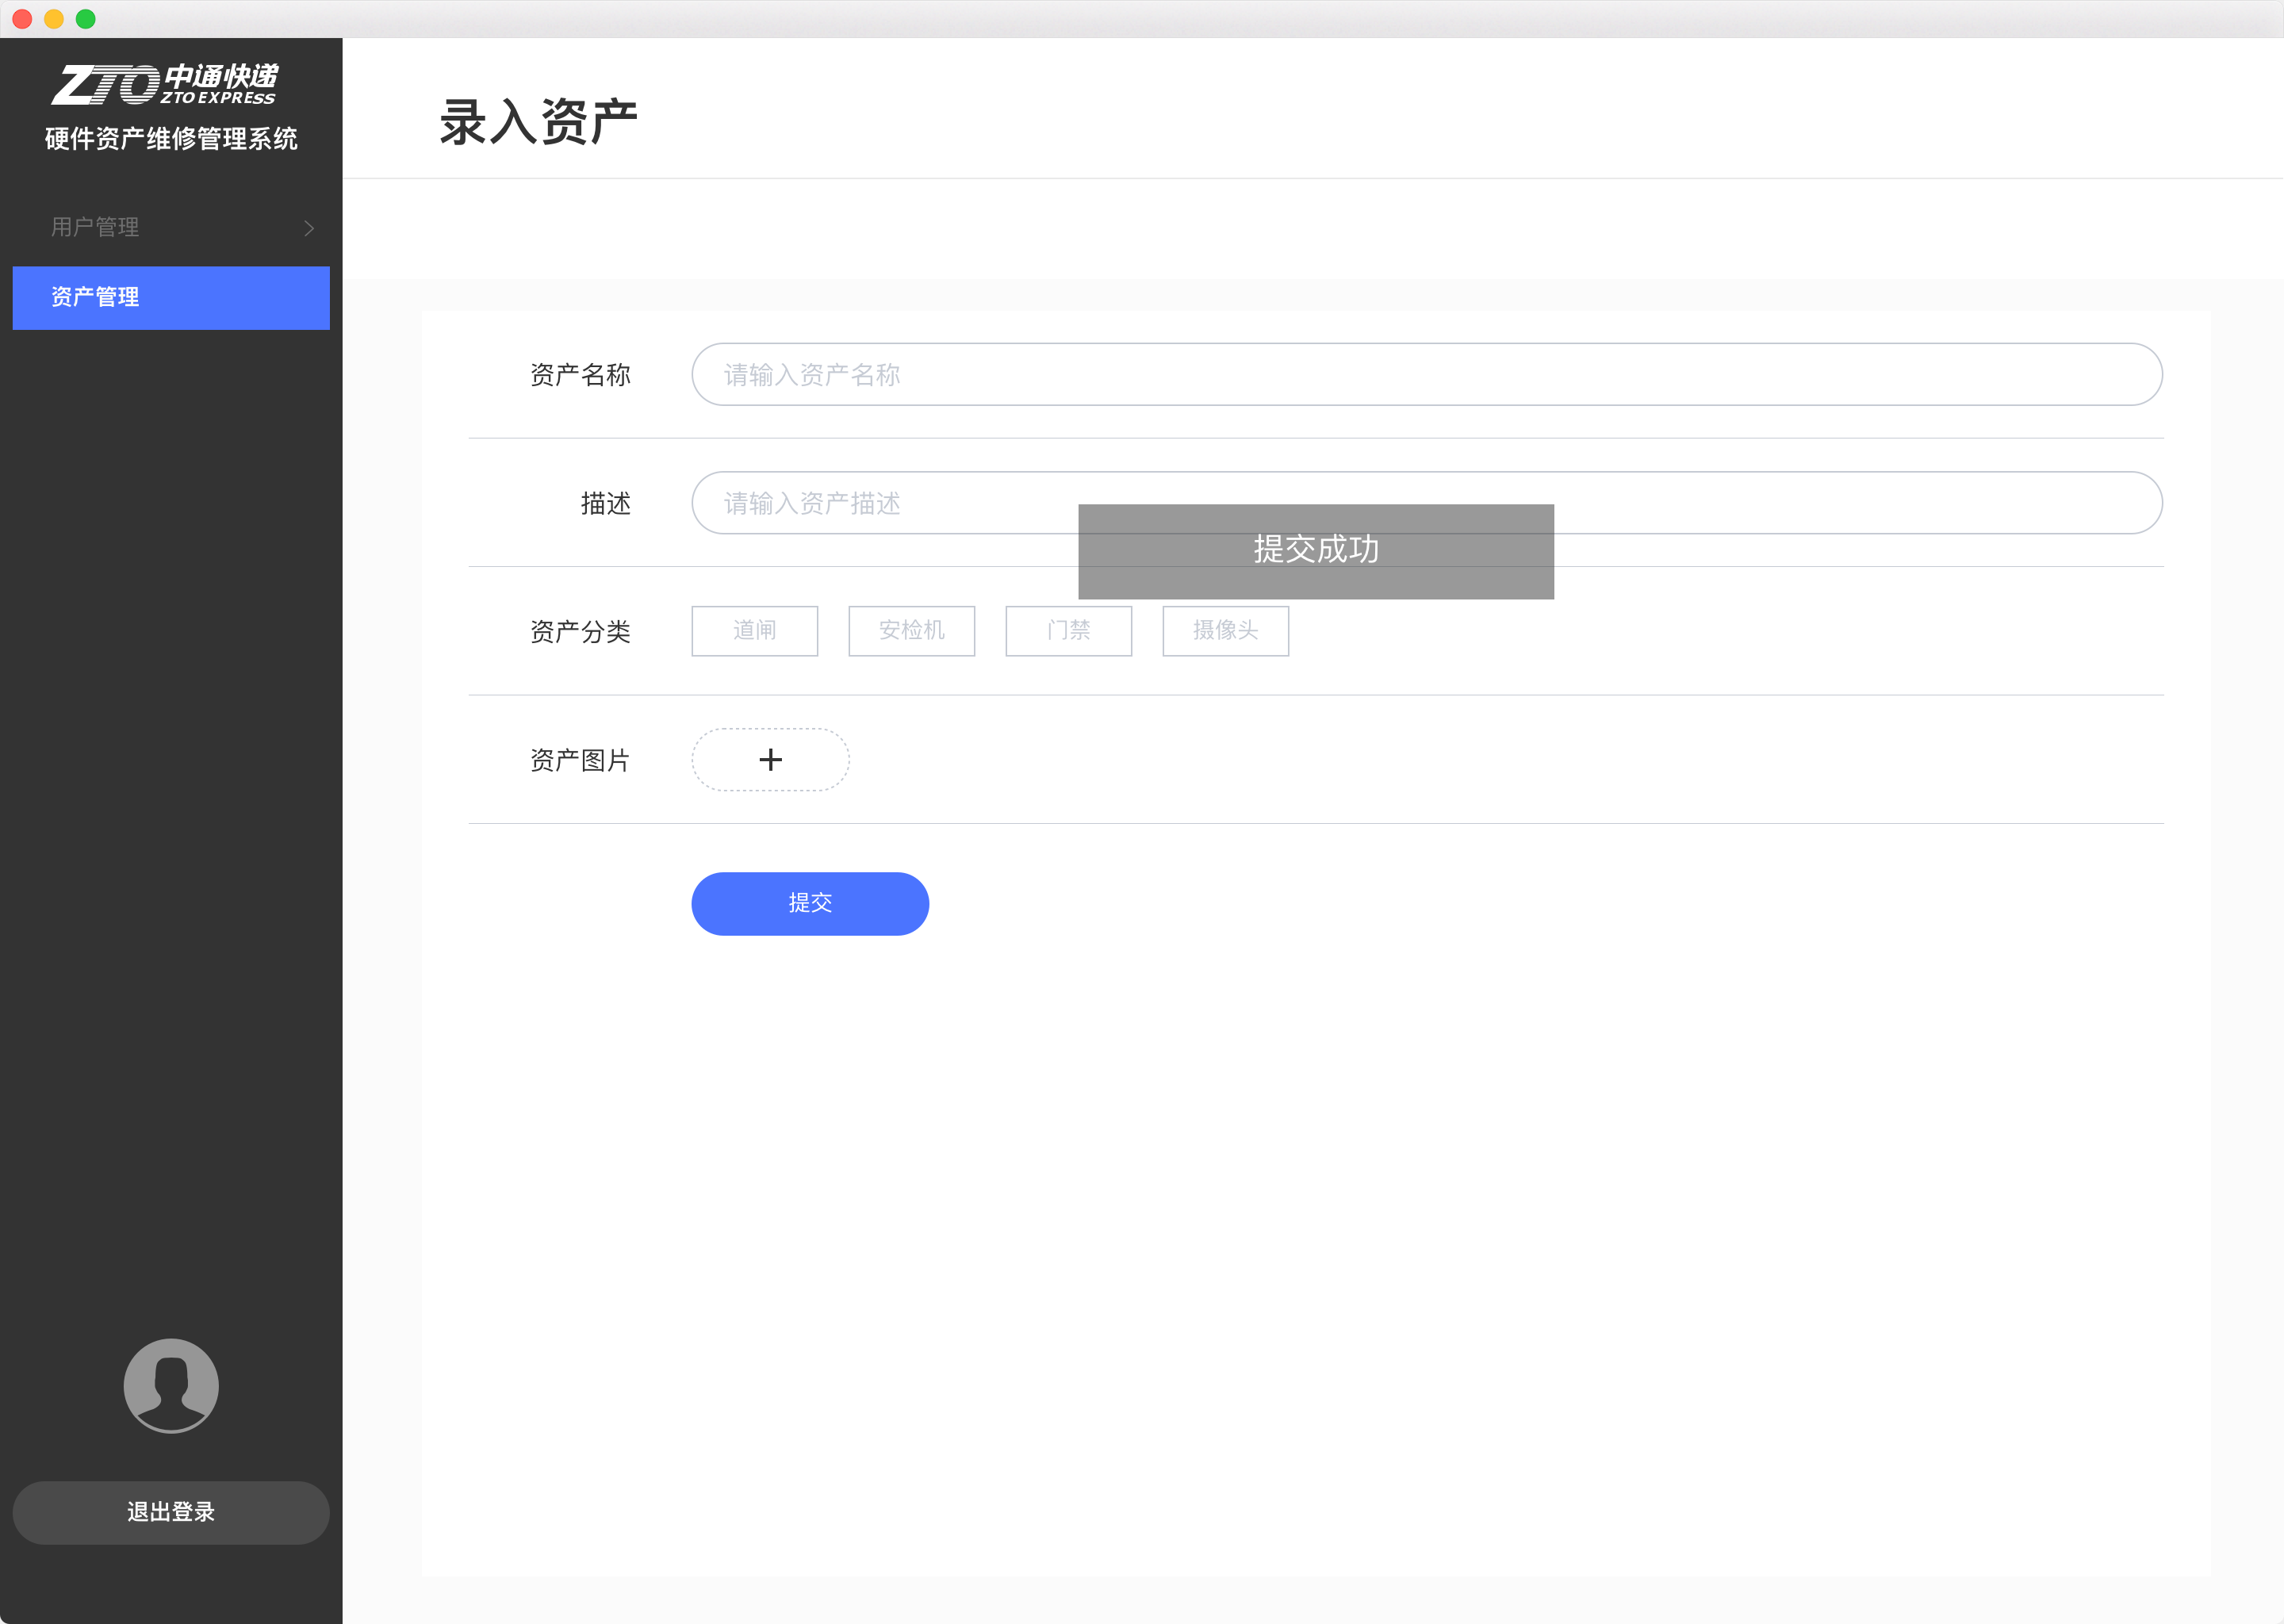 ZTO 中通快递
ZTO EXPRESS
硬件资产维修管理系统
用户管理
资产管理
退出登录
录入资产
资产名称 请输入资产名称
描述 请输入资产描述
提交成功
资产分类 道闸 安检机 门禁 摄像头
资产图片 +
提交